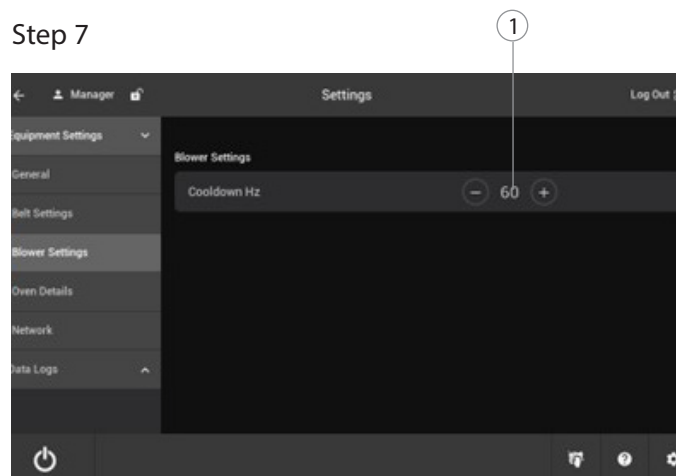 Step 7
1
Manager
Settings
Log Out
Equipment Settings
General
Belt Settings
Blower Settings
Oven Details
Network
Data Logs
Blower Settings
Cooldown Hz
− 60 +
?